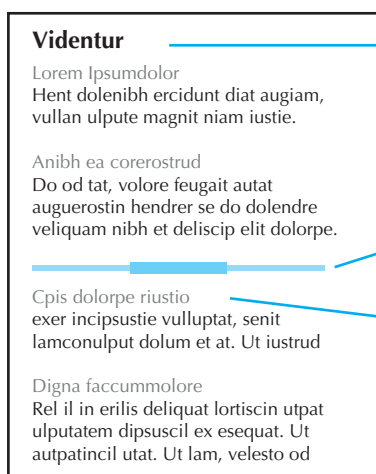 Videntur
Lorem Ipsumdolor
Hent dolenibh ercidunt diat augiam,
vullan ulpute magnit niam iustie.
Anibh ea corerostrud
Do od tat, volore feugait autat
auguerostin hendrer se do dolendre
veliquam nibh et deliscip elit dolorpe.
Cpis dolorpe riustio
exer incipsustie vulluptat, senit
lamconulput dolum et at. Ut iustrud
Digna faccummolore
Rel il in erilis deliquat lortiscin utpat
ulputatem dipsuscil ex esequat. Ut
autpatincil utat. Ut lam, velesto od